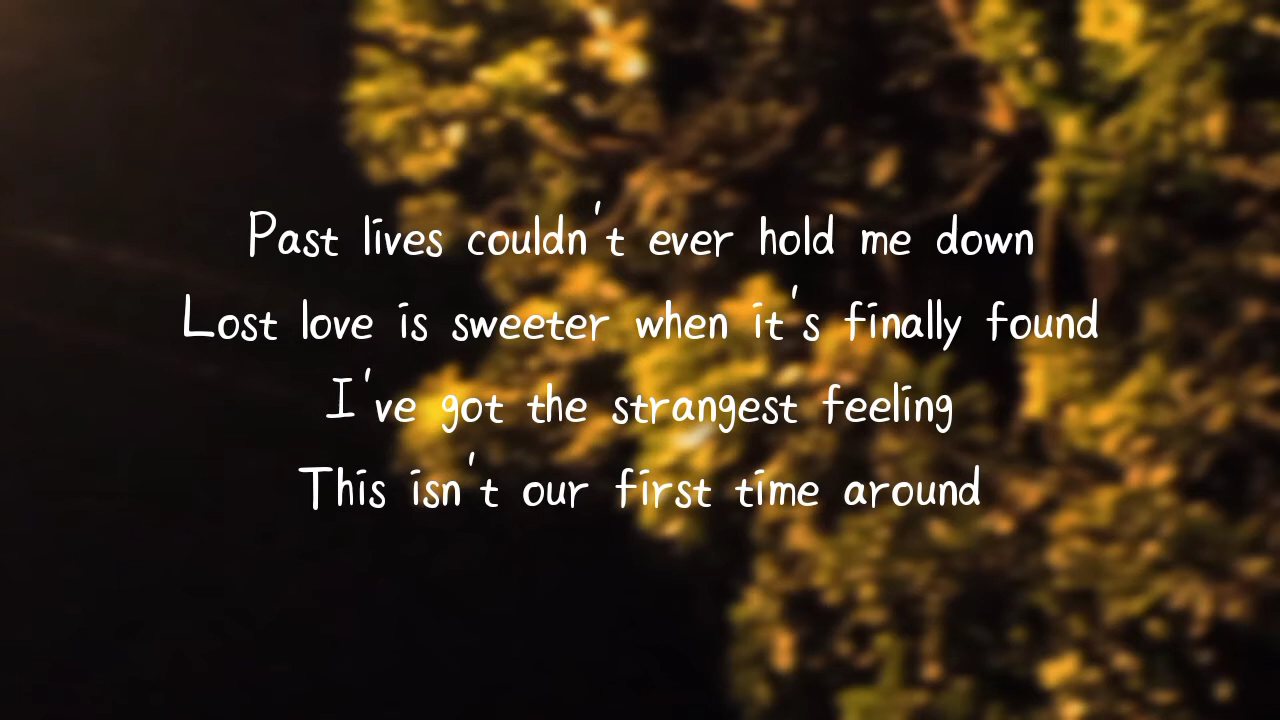 Past lives couldn't ever hold me down
Lost love is sweeter when it's finally found
I've got the strangest feeling
This isn't our first time around